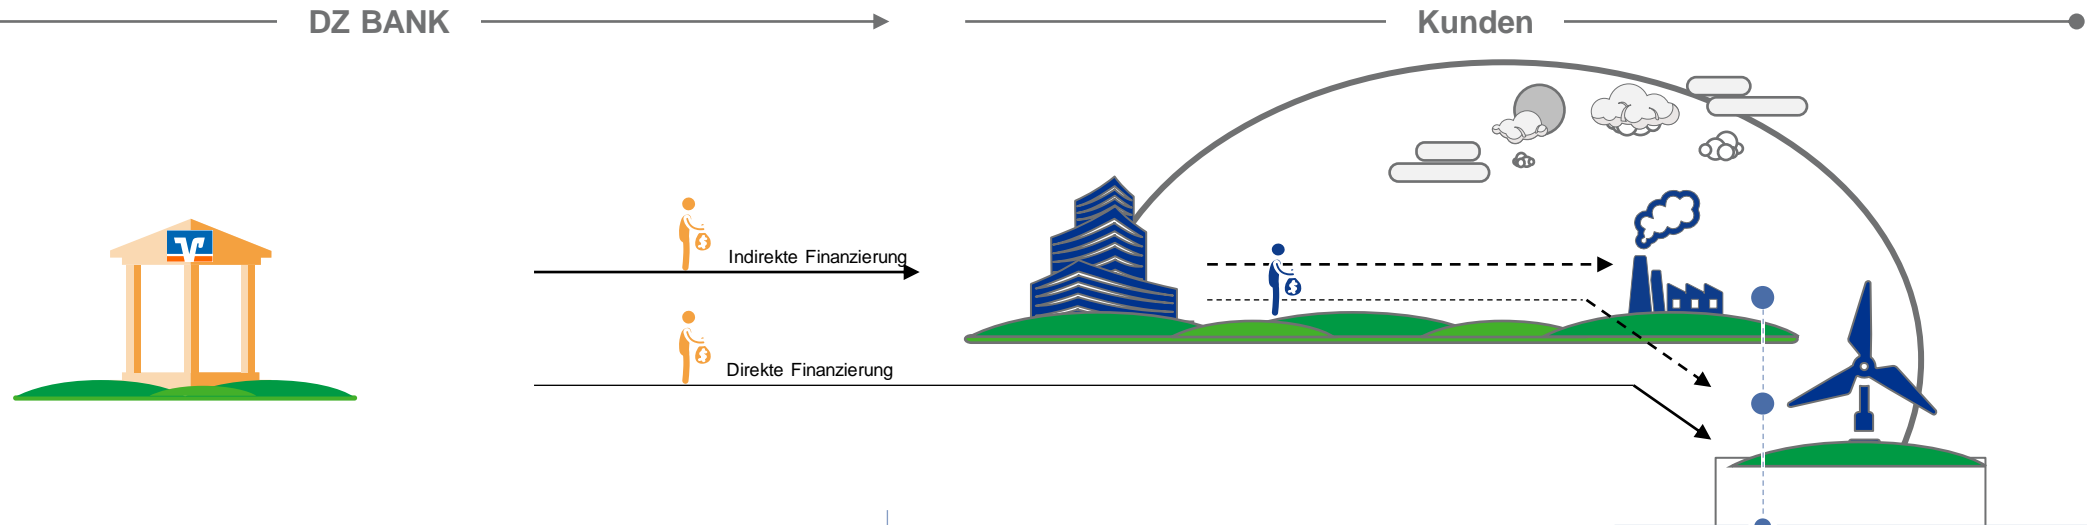 DZ BANK
Kunden
Indirekte Finanzierung
Direkte Finanzierung